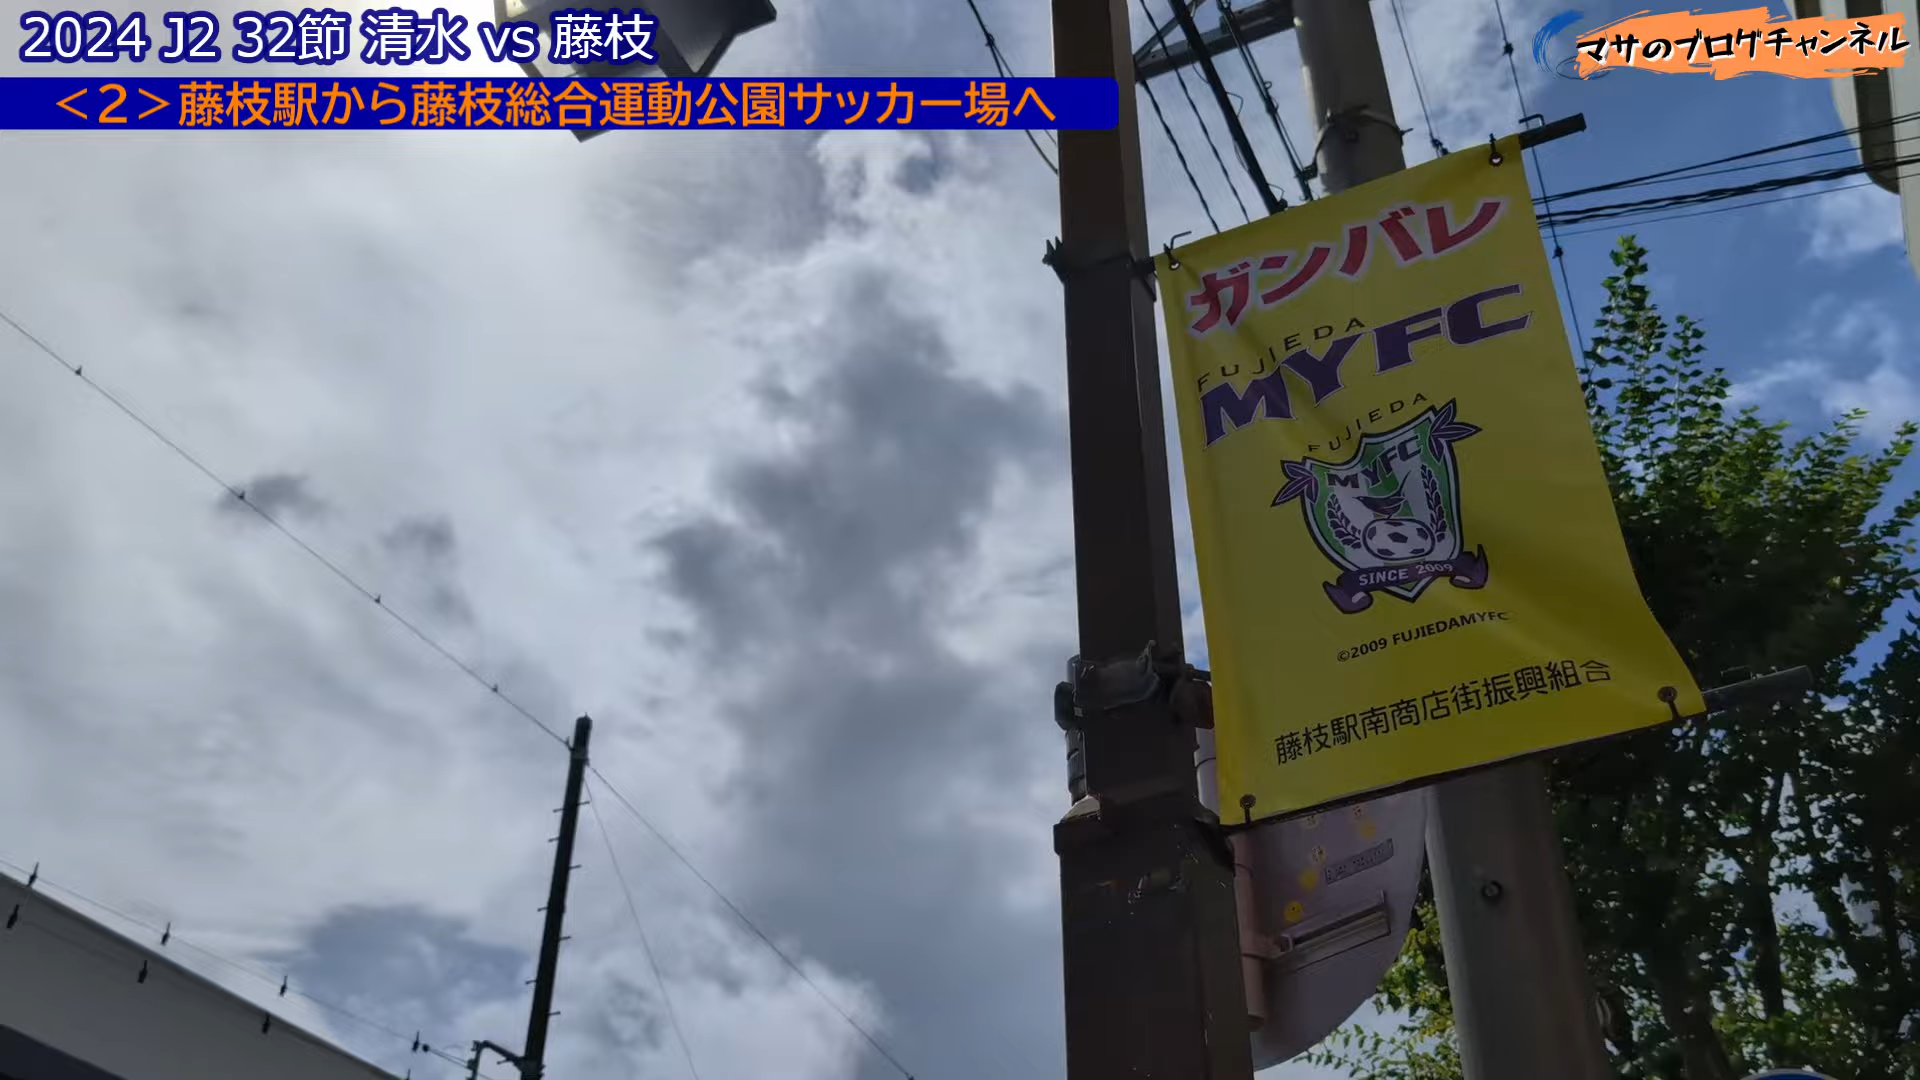 2024 J2 32節 清水 vs 藤枝
＜２＞藤枝駅から藤枝総合運動公園サッカー場へ
マサのブログチャンネル
ガンバレ
FUJIEDA
MYFC
FUJIEDA
MYFC
SINCE 2009
©2009 FUJIEDAMYFC
藤枝駅南商店街振興組合